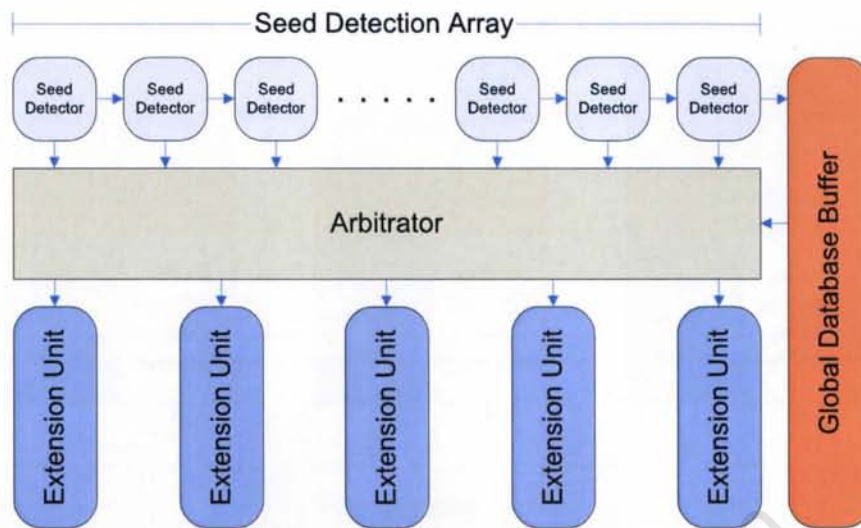 Seed Detection Array
Seed
Detector
Seed
Detector
Seed
Detector
. . . . .
Seed
Detector
Seed
Detector
Seed
Detector
Arbitrator
Extension Unit
Extension Unit
Extension Unit
Extension Unit
Extension Unit
Global Database Buffer